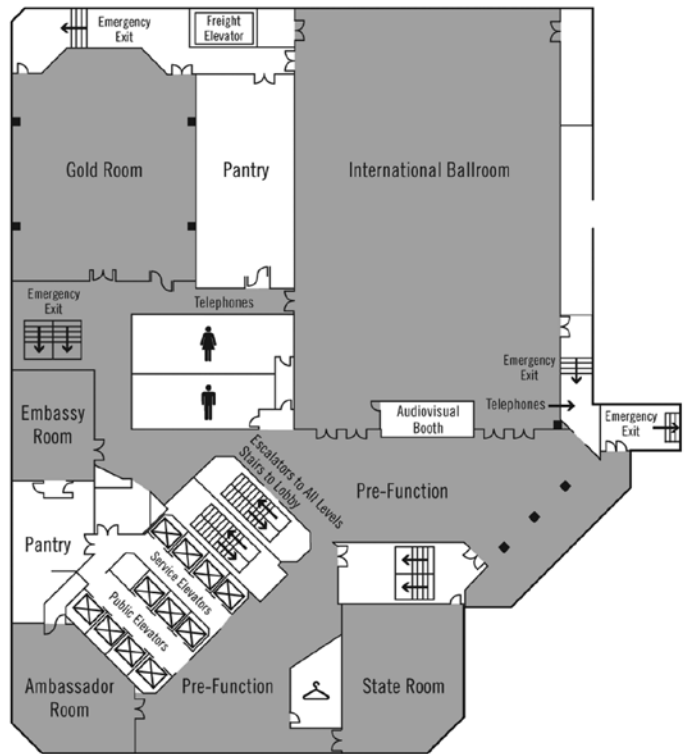 Emergency
Exit
Freight
Elevator
Gold Room
Pantry
International Ballroom
Emergency
Exit
Telephones
Emergency
Exit
Telephones
Embassy
Room
Audiovisual
Booth
Emergency
Exit
Escalators to All Levels
Stairs to Lobby
Pre-Function
Pantry
Service Elevators
Public Elevators
Ambassador
Room
Pre-Function
State Room